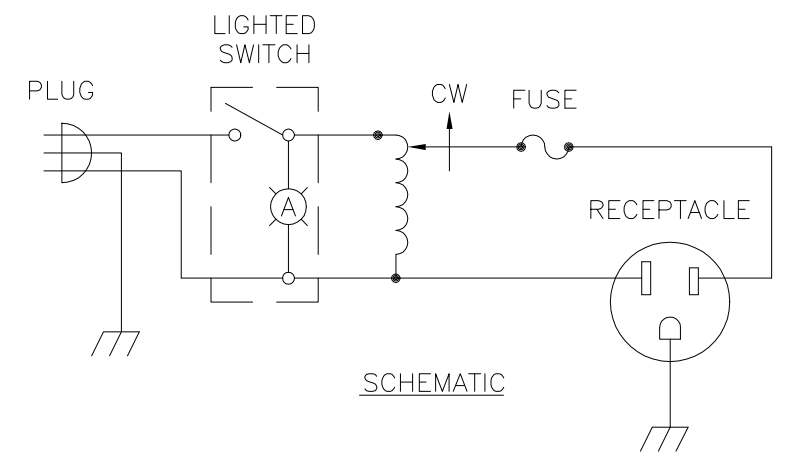 LIGHTED
SWITCH
PLUG
CW
FUSE
A
RECEPTACLE
SCHEMATIC